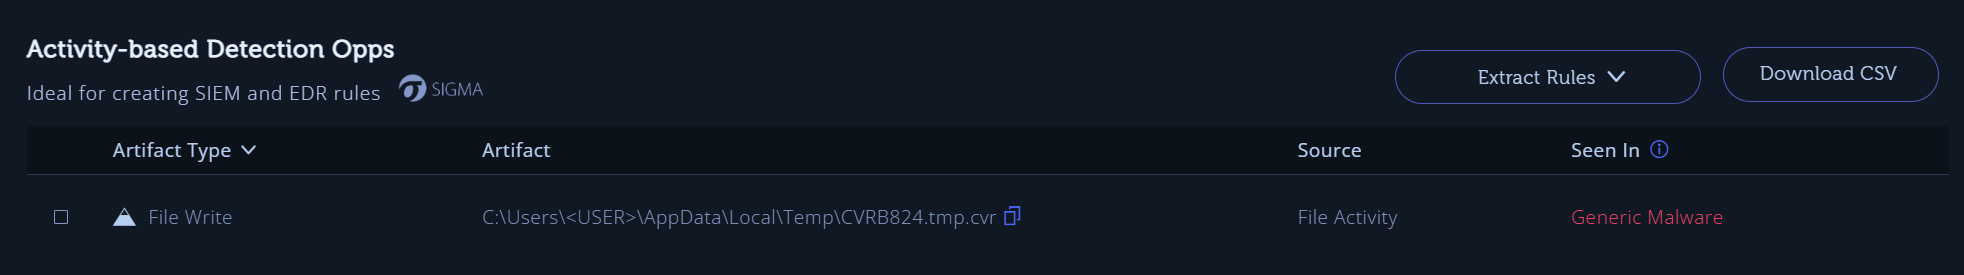 Activity-based Detection Opps
Ideal for creating SIEM and EDR rules SIGMA
Extract Rules Download CSV
Artifact Type Artifact Source Seen In
File Write C:\Users\<USER>\AppData\Local\Temp\CVRB824.tmp.cvr File Activity Generic Malware